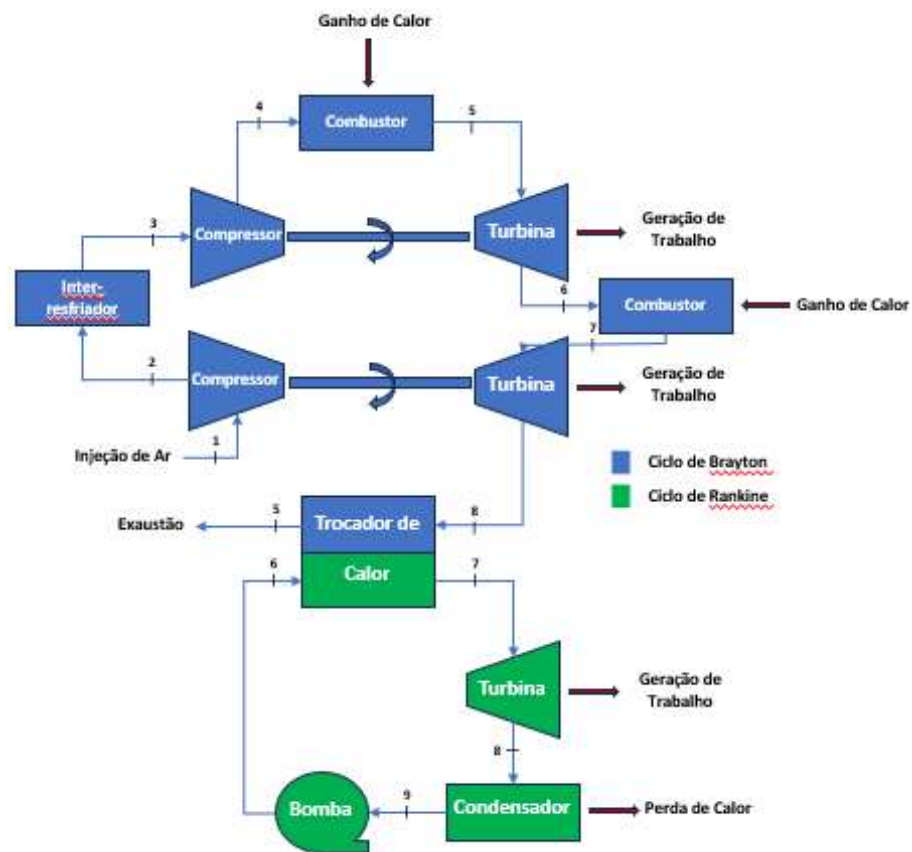 Ganho de Calor
4
Combustor
5
3
Compressor
Turbina
Geração de
Trabalho
Inter-
resfriador
6
Combustor
Ganho de Calor
7
2
Compressor
Turbina
Geração de
Trabalho
Injeção de Ar
1
Ciclo de Brayton
Ciclo de Rankine
Exaustão
5
Trocador de
8
6
Calor
7
Turbina
Geração de
Trabalho
8
Bomba
9
Condensador
Perda de Calor